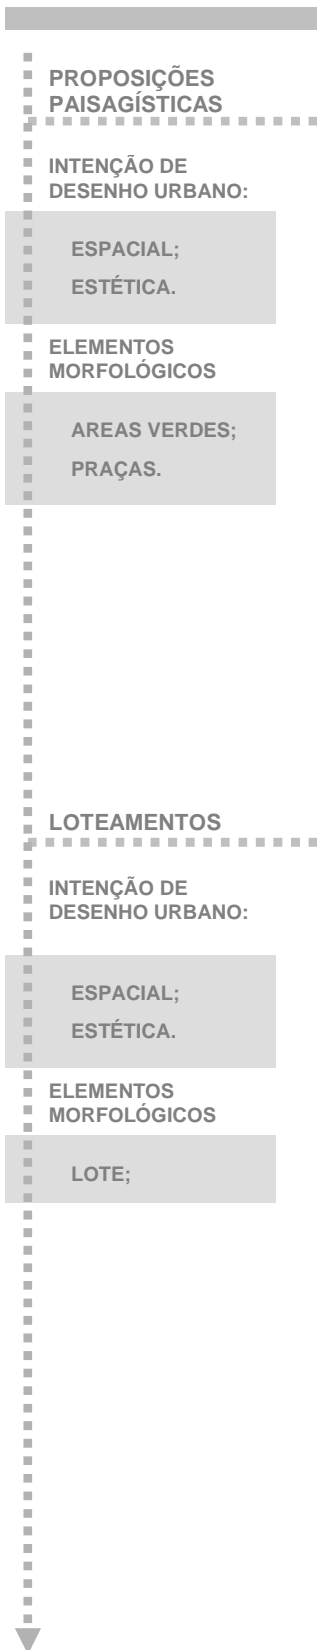 PROPOSIÇÕES
PAISAGÍSTICAS
INTENÇÃO DE
DESENHO URBANO:
ESPACIAL;
ESTÉTICA.
ELEMENTOS
MORFOLÓGICOS
AREAS VERDES;
PRAÇAS.
LOTEAMENTOS
INTENÇÃO DE
DESENHO URBANO:
ESPACIAL;
ESTÉTICA.
ELEMENTOS
MORFOLÓGICOS
LOTE;